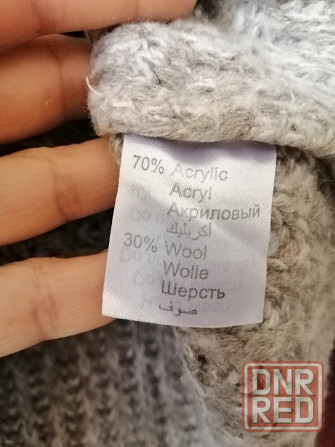 70% Acrylic
Acryl
Акриловый
اكريليك
30% Wool
Wolle
Шерсть
صوف
DNR
RED